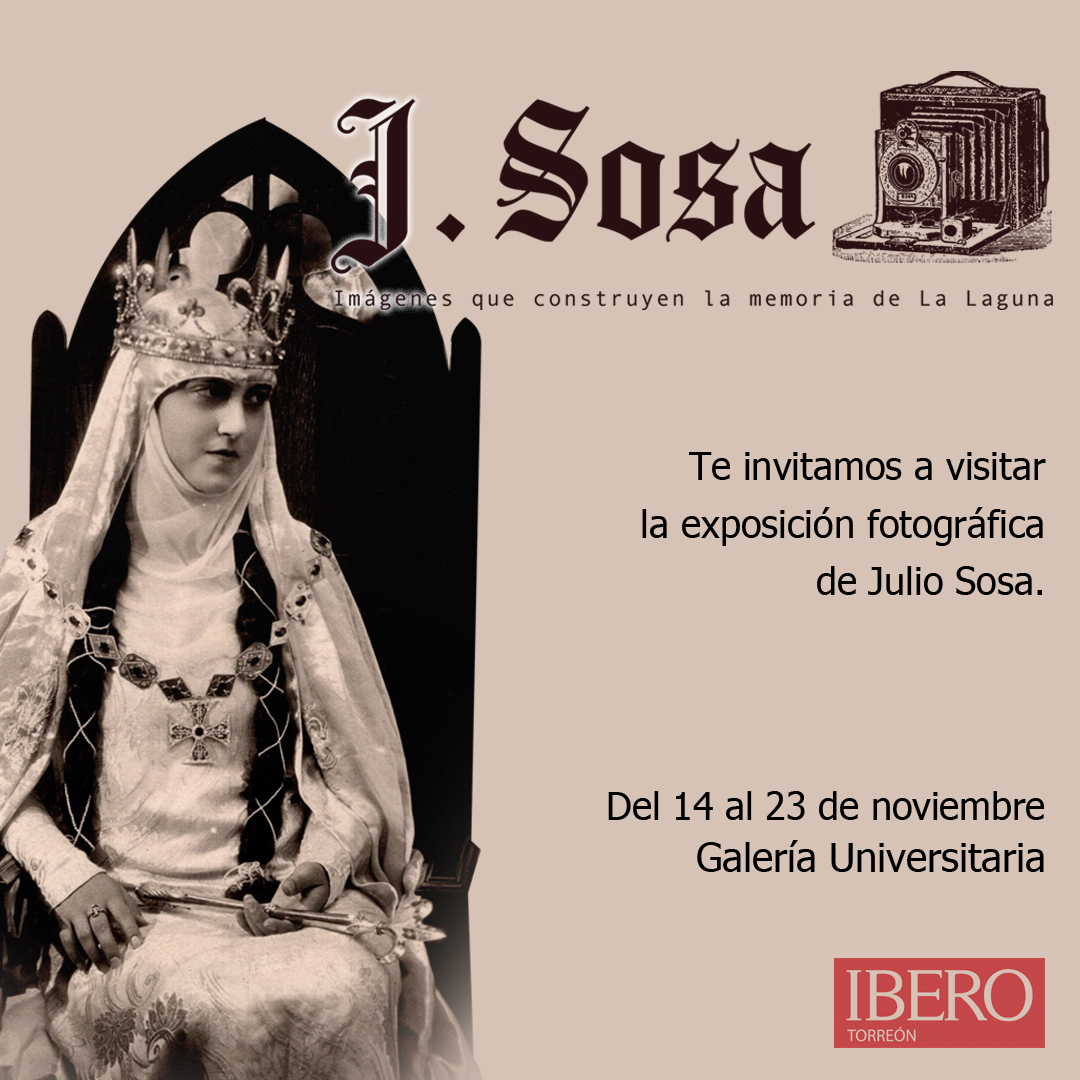 J. Sosa
Imágenes que construyen la memoria de La Laguna
Te invitamos a visitar
la exposición fotográfica
de Julio Sosa.
Del 14 al 23 de noviembre
Galería Universitaria
IBERO
TORREÓN